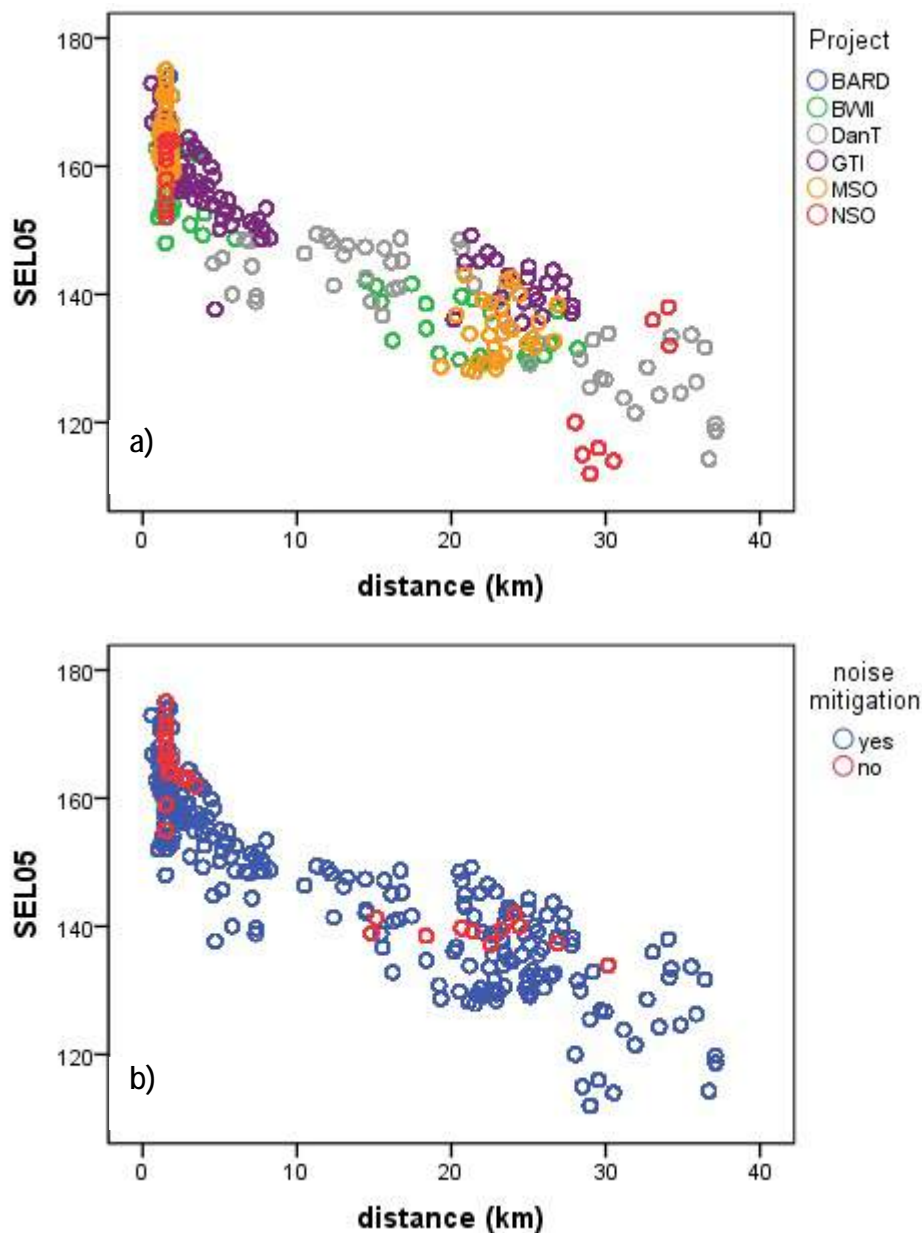 180
160
140
120
SEL05
a)
0 10 20 30 40
distance (km)
Project
BARD
BWII
DanT
GTI
MSO
NSO
180
160
140
120
SEL05
b)
0 10 20 30 40
distance (km)
noise
mitigation
yes
no